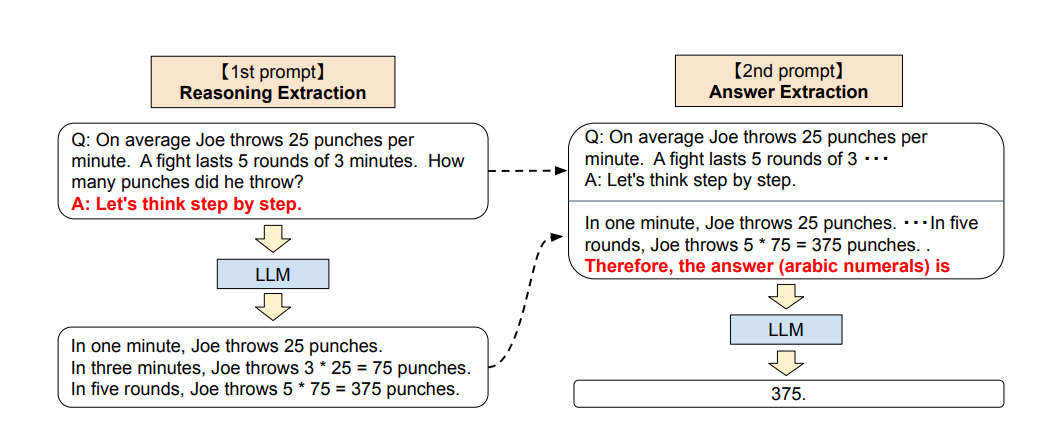 【1st prompt】
Reasoning Extraction
Q: On average Joe throws 25 punches per
minute.  A fight lasts 5 rounds of 3 minutes.  How
many punches did he throw?
A: Let's think step by step.
LLM
In one minute, Joe throws 25 punches.
In three minutes, Joe throws 3 * 25 = 75 punches.
In five rounds, Joe throws 5 * 75 = 375 punches.
【2nd prompt】
Answer Extraction
Q: On average Joe throws 25 punches per
minute.  A fight lasts 5 rounds of 3 ···
A: Let's think step by step.
In one minute, Joe throws 25 punches. ···In five
rounds, Joe throws 5 * 75 = 375 punches. .
Therefore, the answer (arabic numerals) is
LLM
375.